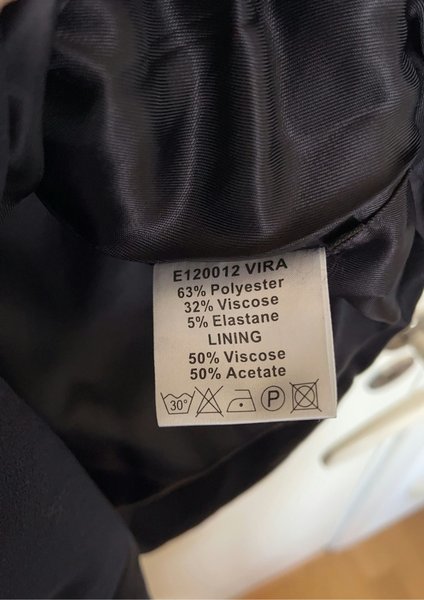 E120012 VIRA
63% Polyester
32% Viscose
5% Elastane
LINING
50% Viscose
50% Acetate
30° P